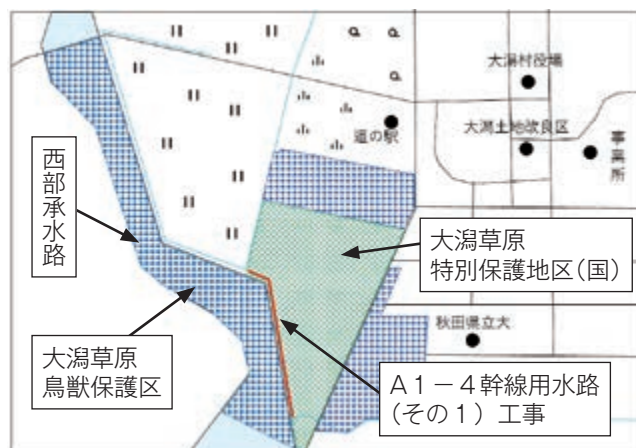 大潟村役場
道の駅
大潟土地改良区
事業所
西部承水路
大潟草原
特別保護地区(国)
秋田県立大
大潟草原
鳥獣保護区
A1-4幹線用水路
(その1) 工事